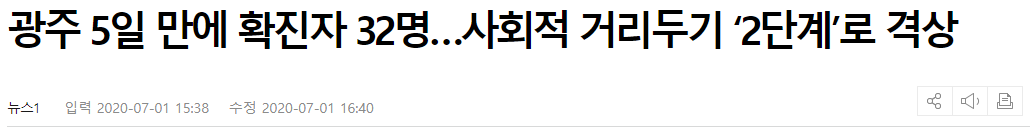 광주 5일 만에 확진자 32명…사회적 거리두기 ‘2단계’로 격상
뉴스1 입력 2020-07-01 15:38 수정 2020-07-01 16:40